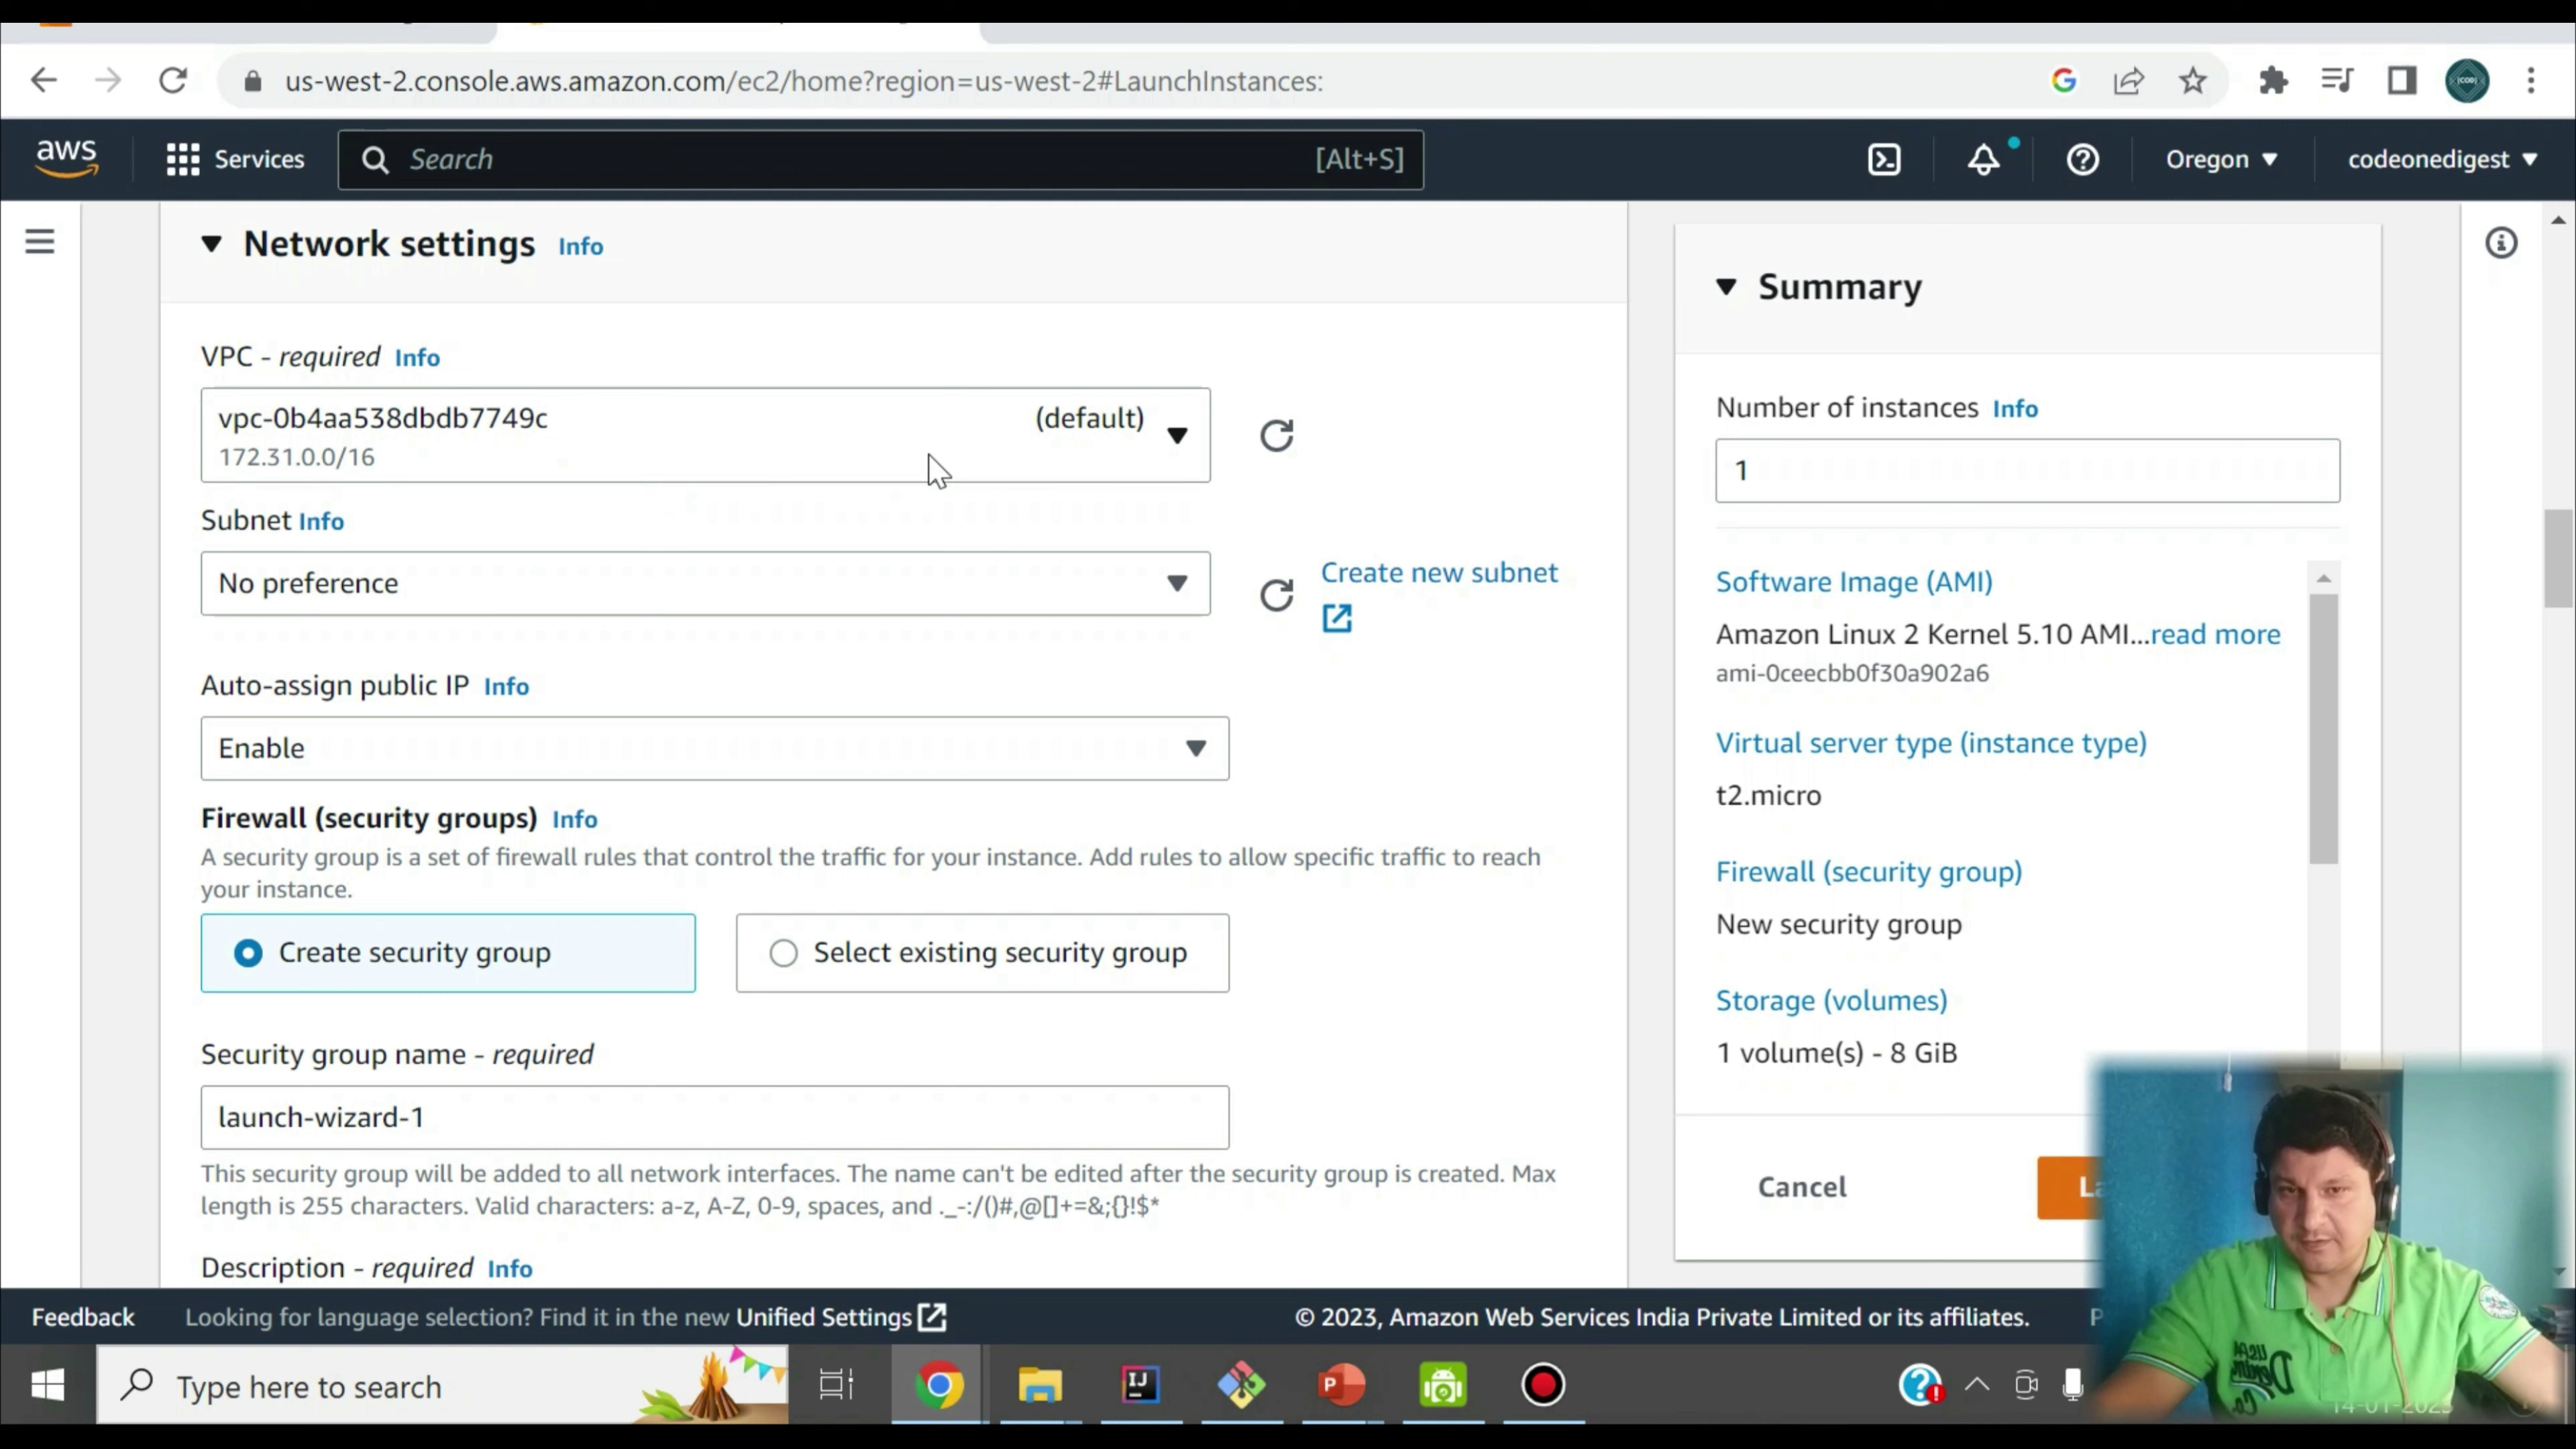 us-west-2.console.aws.amazon.com/ec2/home?region=us-west-2#LaunchInstances:
aws
Services
Search
[Alt+S]
Oregon
codeonedigest
Network settings Info
VPC - required Info
vpc-0b4aa538dbdb7749c (default)
172.31.0.0/16
Subnet Info
No preference
Create new subnet
Auto-assign public IP Info
Enable
Firewall (security groups) Info
A security group is a set of firewall rules that control the traffic for your instance. Add rules to allow specific traffic to reach
your instance.
Create security group
Select existing security group
Security group name - required
launch-wizard-1
This security group will be added to all network interfaces. The name can't be edited after the security group is created. Max
length is 255 characters. Valid characters: a-z, A-Z, 0-9, spaces, and ._-:/()#,@[]+=&;{}!$*
Description - required Info
Summary
Number of instances Info
1
Software Image (AMI)
Amazon Linux 2 Kernel 5.10 AMI...read more
ami-0ceecbb0f30a902a6
Virtual server type (instance type)
t2.micro
Firewall (security group)
New security group
Storage (volumes)
1 volume(s) - 8 GiB
Cancel
Feedback
Looking for language selection? Find it in the new Unified Settings
© 2023, Amazon Web Services India Private Limited or its affiliates.
Type here to search
IJ
P
14-01-2023